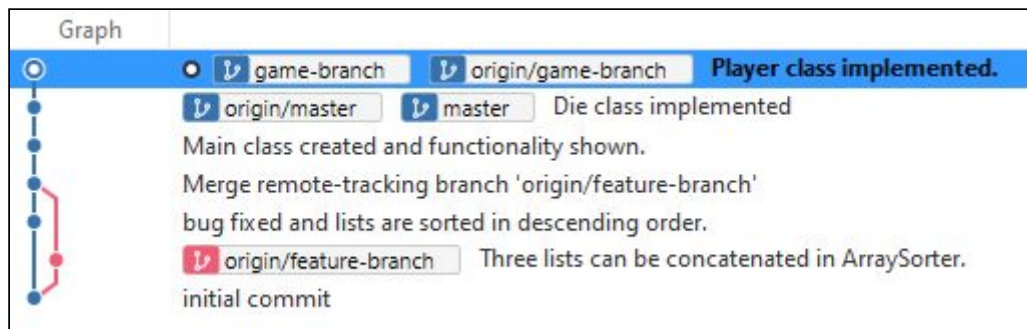 Graph
game-branch origin/game-branch Player class implemented.
origin/master master Die class implemented
Main class created and functionality shown.
Merge remote-tracking branch 'origin/feature-branch'
bug fixed and lists are sorted in descending order.
origin/feature-branch Three lists can be concatenated in ArraySorter.
initial commit